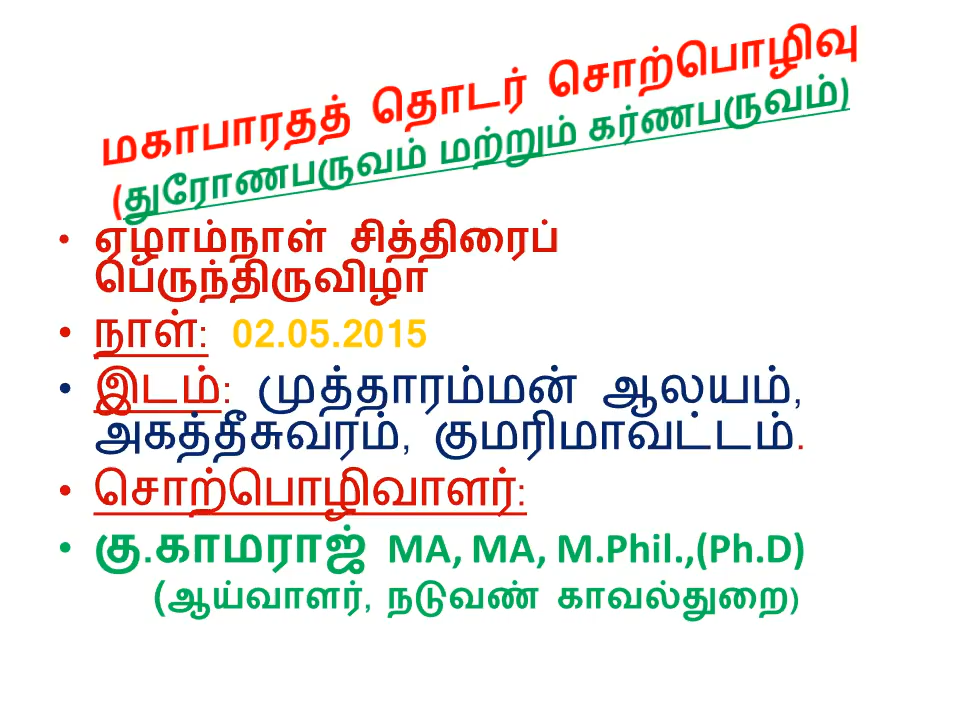 மகாபாரதத் தொடர் சொற்பொழிவு
(துரோணபருவம் மற்றும் கர்ணபருவம்)
• ஏழாம்நாள் சித்திரைப்
பெருந்திருவிழா
• நாள்: 02.05.2015
• இடம்: முத்தாரம்மன் ஆலயம்,
அகத்தீசுவரம், குமரிமாவட்டம்.
• சொற்பொழிவாளர்:
• கு.காமராஜ் MA, MA, M.Phil.,(Ph.D)
(ஆய்வாளர், நடுவண் காவல்துறை)